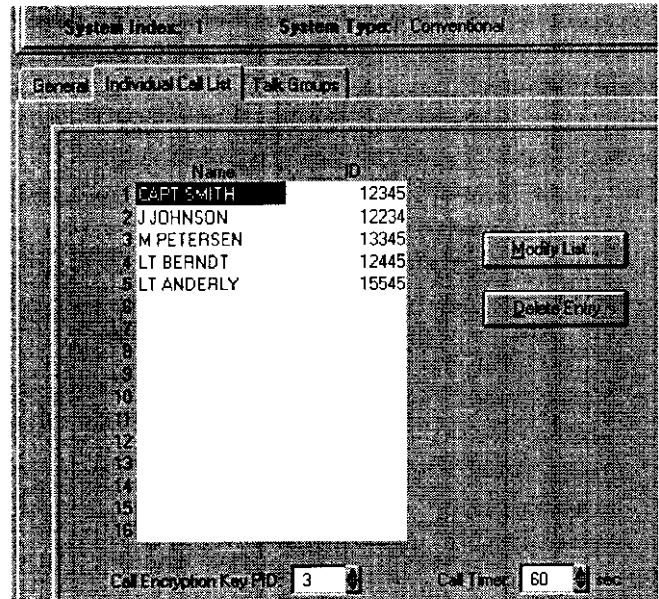 System Index: 1 System Type: Conventional
General Individual Call List Talk Groups
Name ID
1 CAPT SMITH 12345
2 J JOHNSON 12234
3 M PETERSEN 13345
4 LT BERNDT 12445
5 LT ANDERLY 15545
6
7
8
9
10
11
12
13
14
15
16
Modify List...
Delete Entry
Call Encryption Key PID: 3 Call Timer: 60 sec